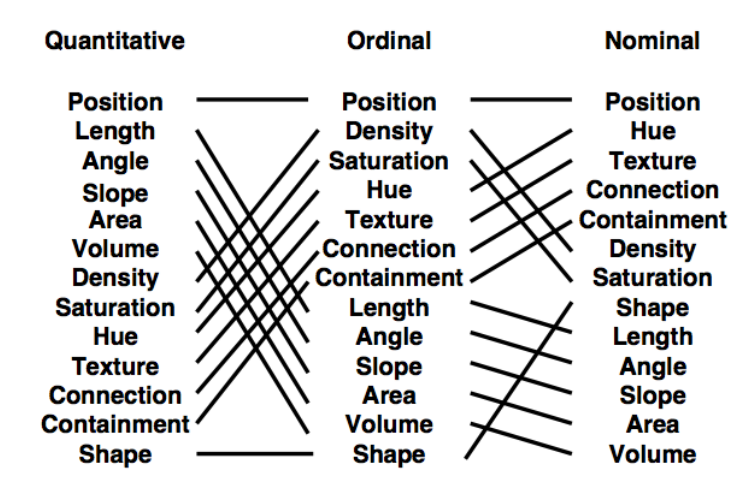 Quantitative Ordinal Nominal
Position Position Position
Length Density Hue
Angle Saturation Texture
Slope Hue Connection
Area Texture Containment
Volume Connection Density
Density Containment Saturation
Saturation Length Shape
Hue Angle Length
Texture Slope Angle
Connection Area Slope
Containment Volume Area
Shape Shape Volume